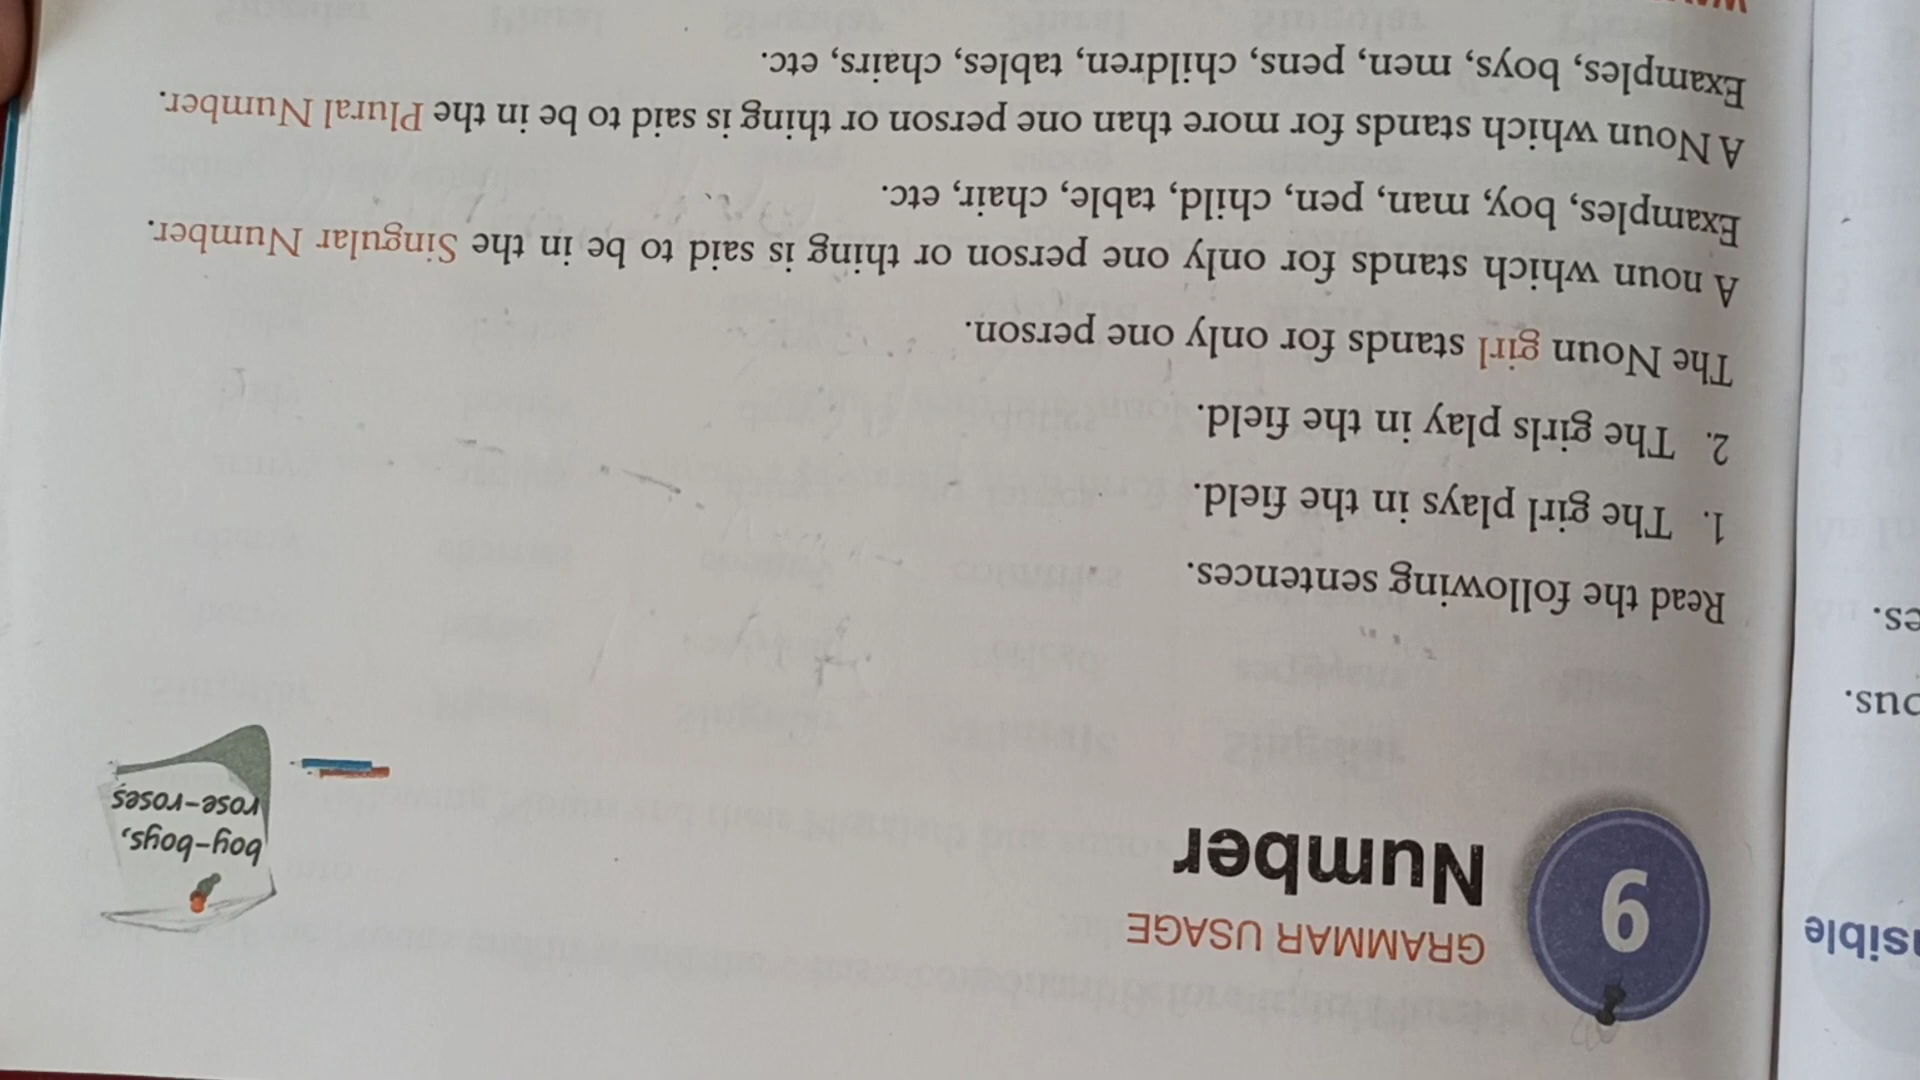 sible
ous.
es.
6
GRAMMAR USAGE
Number
boy-boys,
rose-roses
Read the following sentences.
1. The girl plays in the field.
2. The girls play in the field.
The Noun girl stands for only one person.
A noun which stands for only one person or thing is said to be in the Singular Number.
Examples, boy, man, pen, child, table, chair, etc.
A Noun which stands for more than one person or thing is said to be in the Plural Number.
Examples, boys, men, pens, children, tables, chairs, etc.